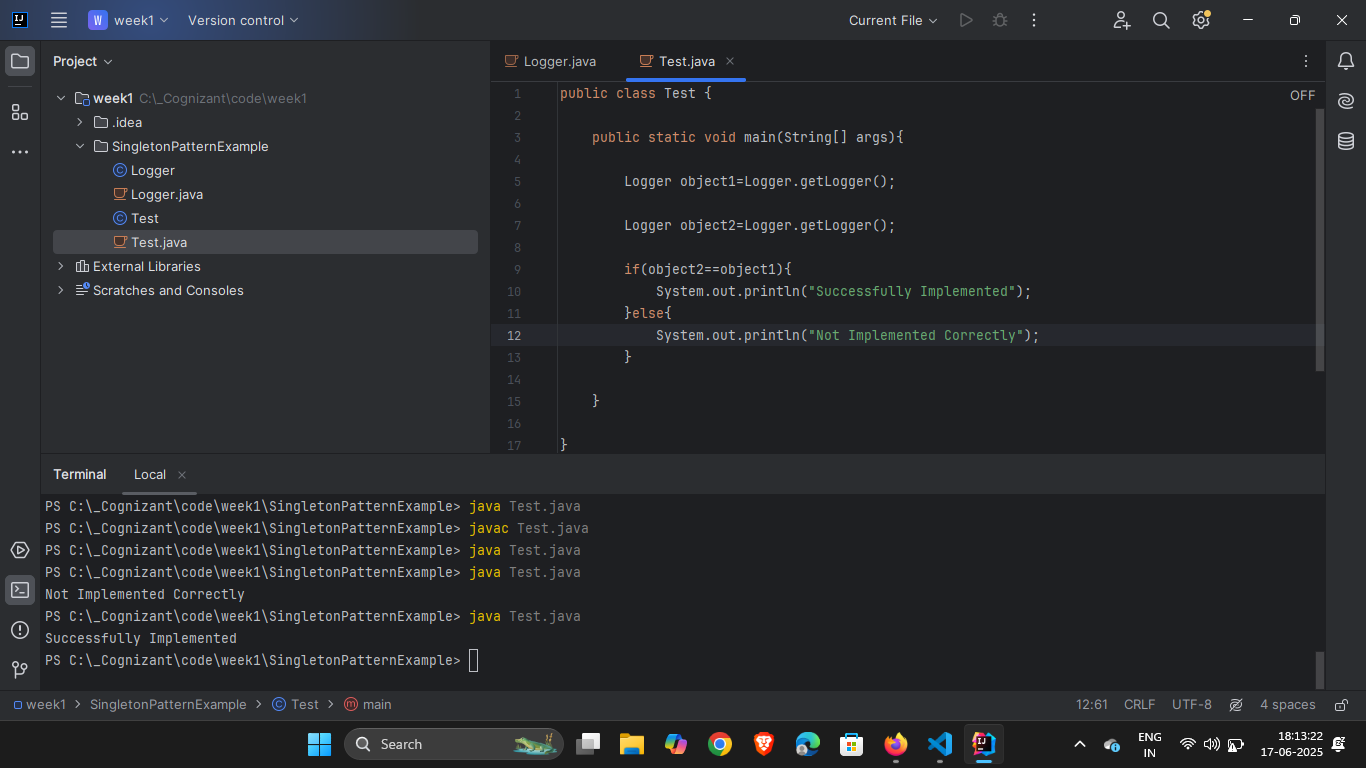 W week1 Version control Current File
Project
week1 C:\_Cognizant\code\week1
.idea
SingletonPatternExample
Logger
Logger.java
Test
Test.java
External Libraries
Scratches and Consoles
Logger.java Test.java
OFF
1 public class Test {
2
3 public static void main(String[] args){
4
5 Logger object1=Logger.getLogger();
6
7 Logger object2=Logger.getLogger();
8
9 if(object2==object1){
10 System.out.println("Successfully Implemented");
11 }else{
12 System.out.println("Not Implemented Correctly");
13 }
14
15 }
16
17 }
Terminal Local
PS C:\_Cognizant\code\week1\SingletonPatternExample> java Test.java
PS C:\_Cognizant\code\week1\SingletonPatternExample> javac Test.java
PS C:\_Cognizant\code\week1\SingletonPatternExample> java Test.java
PS C:\_Cognizant\code\week1\SingletonPatternExample> java Test.java
Not Implemented Correctly
PS C:\_Cognizant\code\week1\SingletonPatternExample> java Test.java
Successfully Implemented
PS C:\_Cognizant\code\week1\SingletonPatternExample>
week1 > SingletonPatternExample > Test > main 12:61 CRLF UTF-8 4 spaces
Search
ENG
IN
18:13:22
17-06-2025